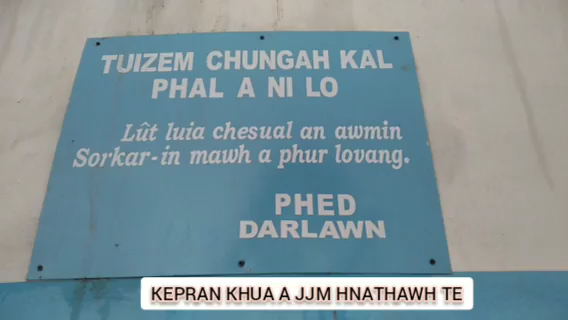 TUIZEM CHUNGAH KAL
PHAL A NI LO
Lût luia chesual an awmin
Sorkar-in mawh a phur lovang.
PHED
DARLAWN
KEPRAN KHUA A JJM HNATHAWH TE